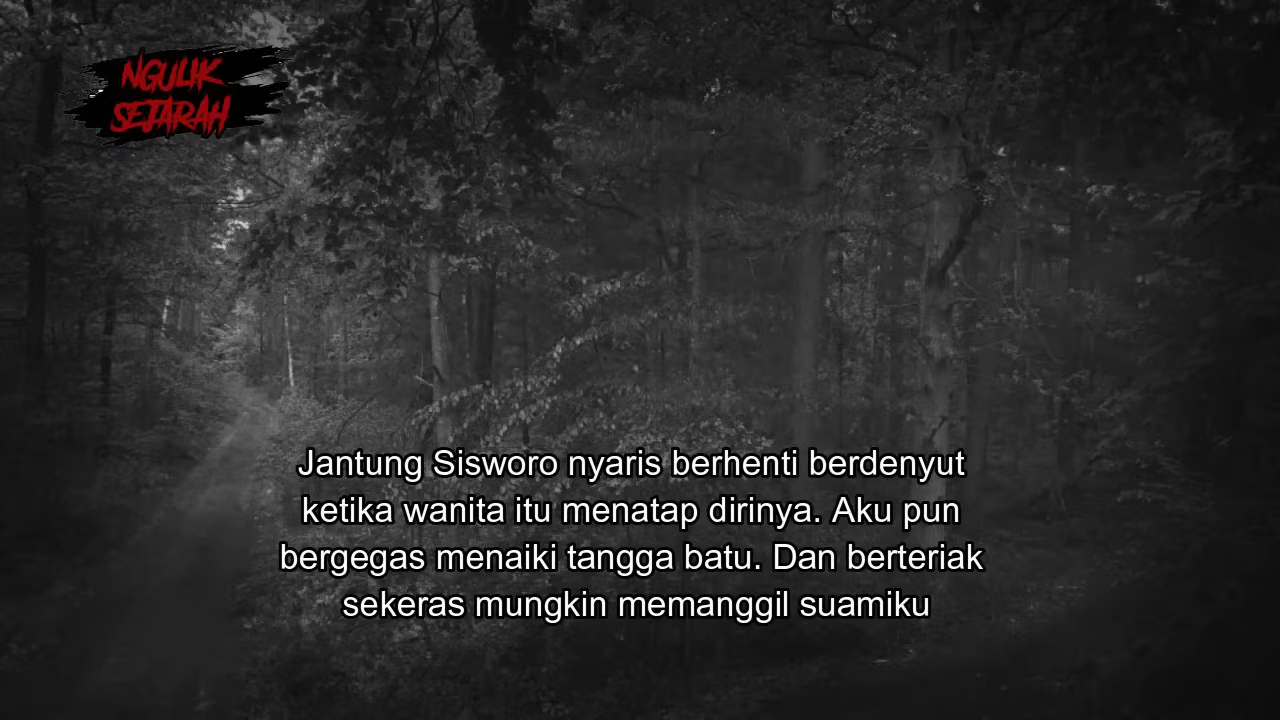 NGULIK
SEJARAH
Jantung Sisworo nyaris berhenti berdenyut
ketika wanita itu menatap dirinya. Aku pun
bergegas menaiki tangga batu. Dan berteriak
sekeras mungkin memanggil suamiku